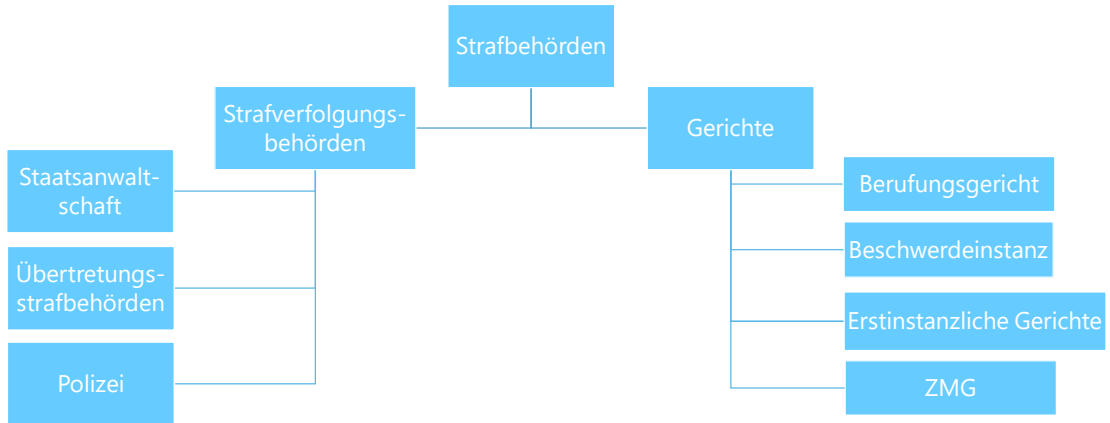 Strafbehörden
Strafverfolgungs-
behörden
Gerichte
Staatsanwalt-
schaft
Übertretungs-
strafbehörden
Polizei
Berufungsgericht
Beschwerdeinstanz
Erstinstanzliche Gerichte
ZMG